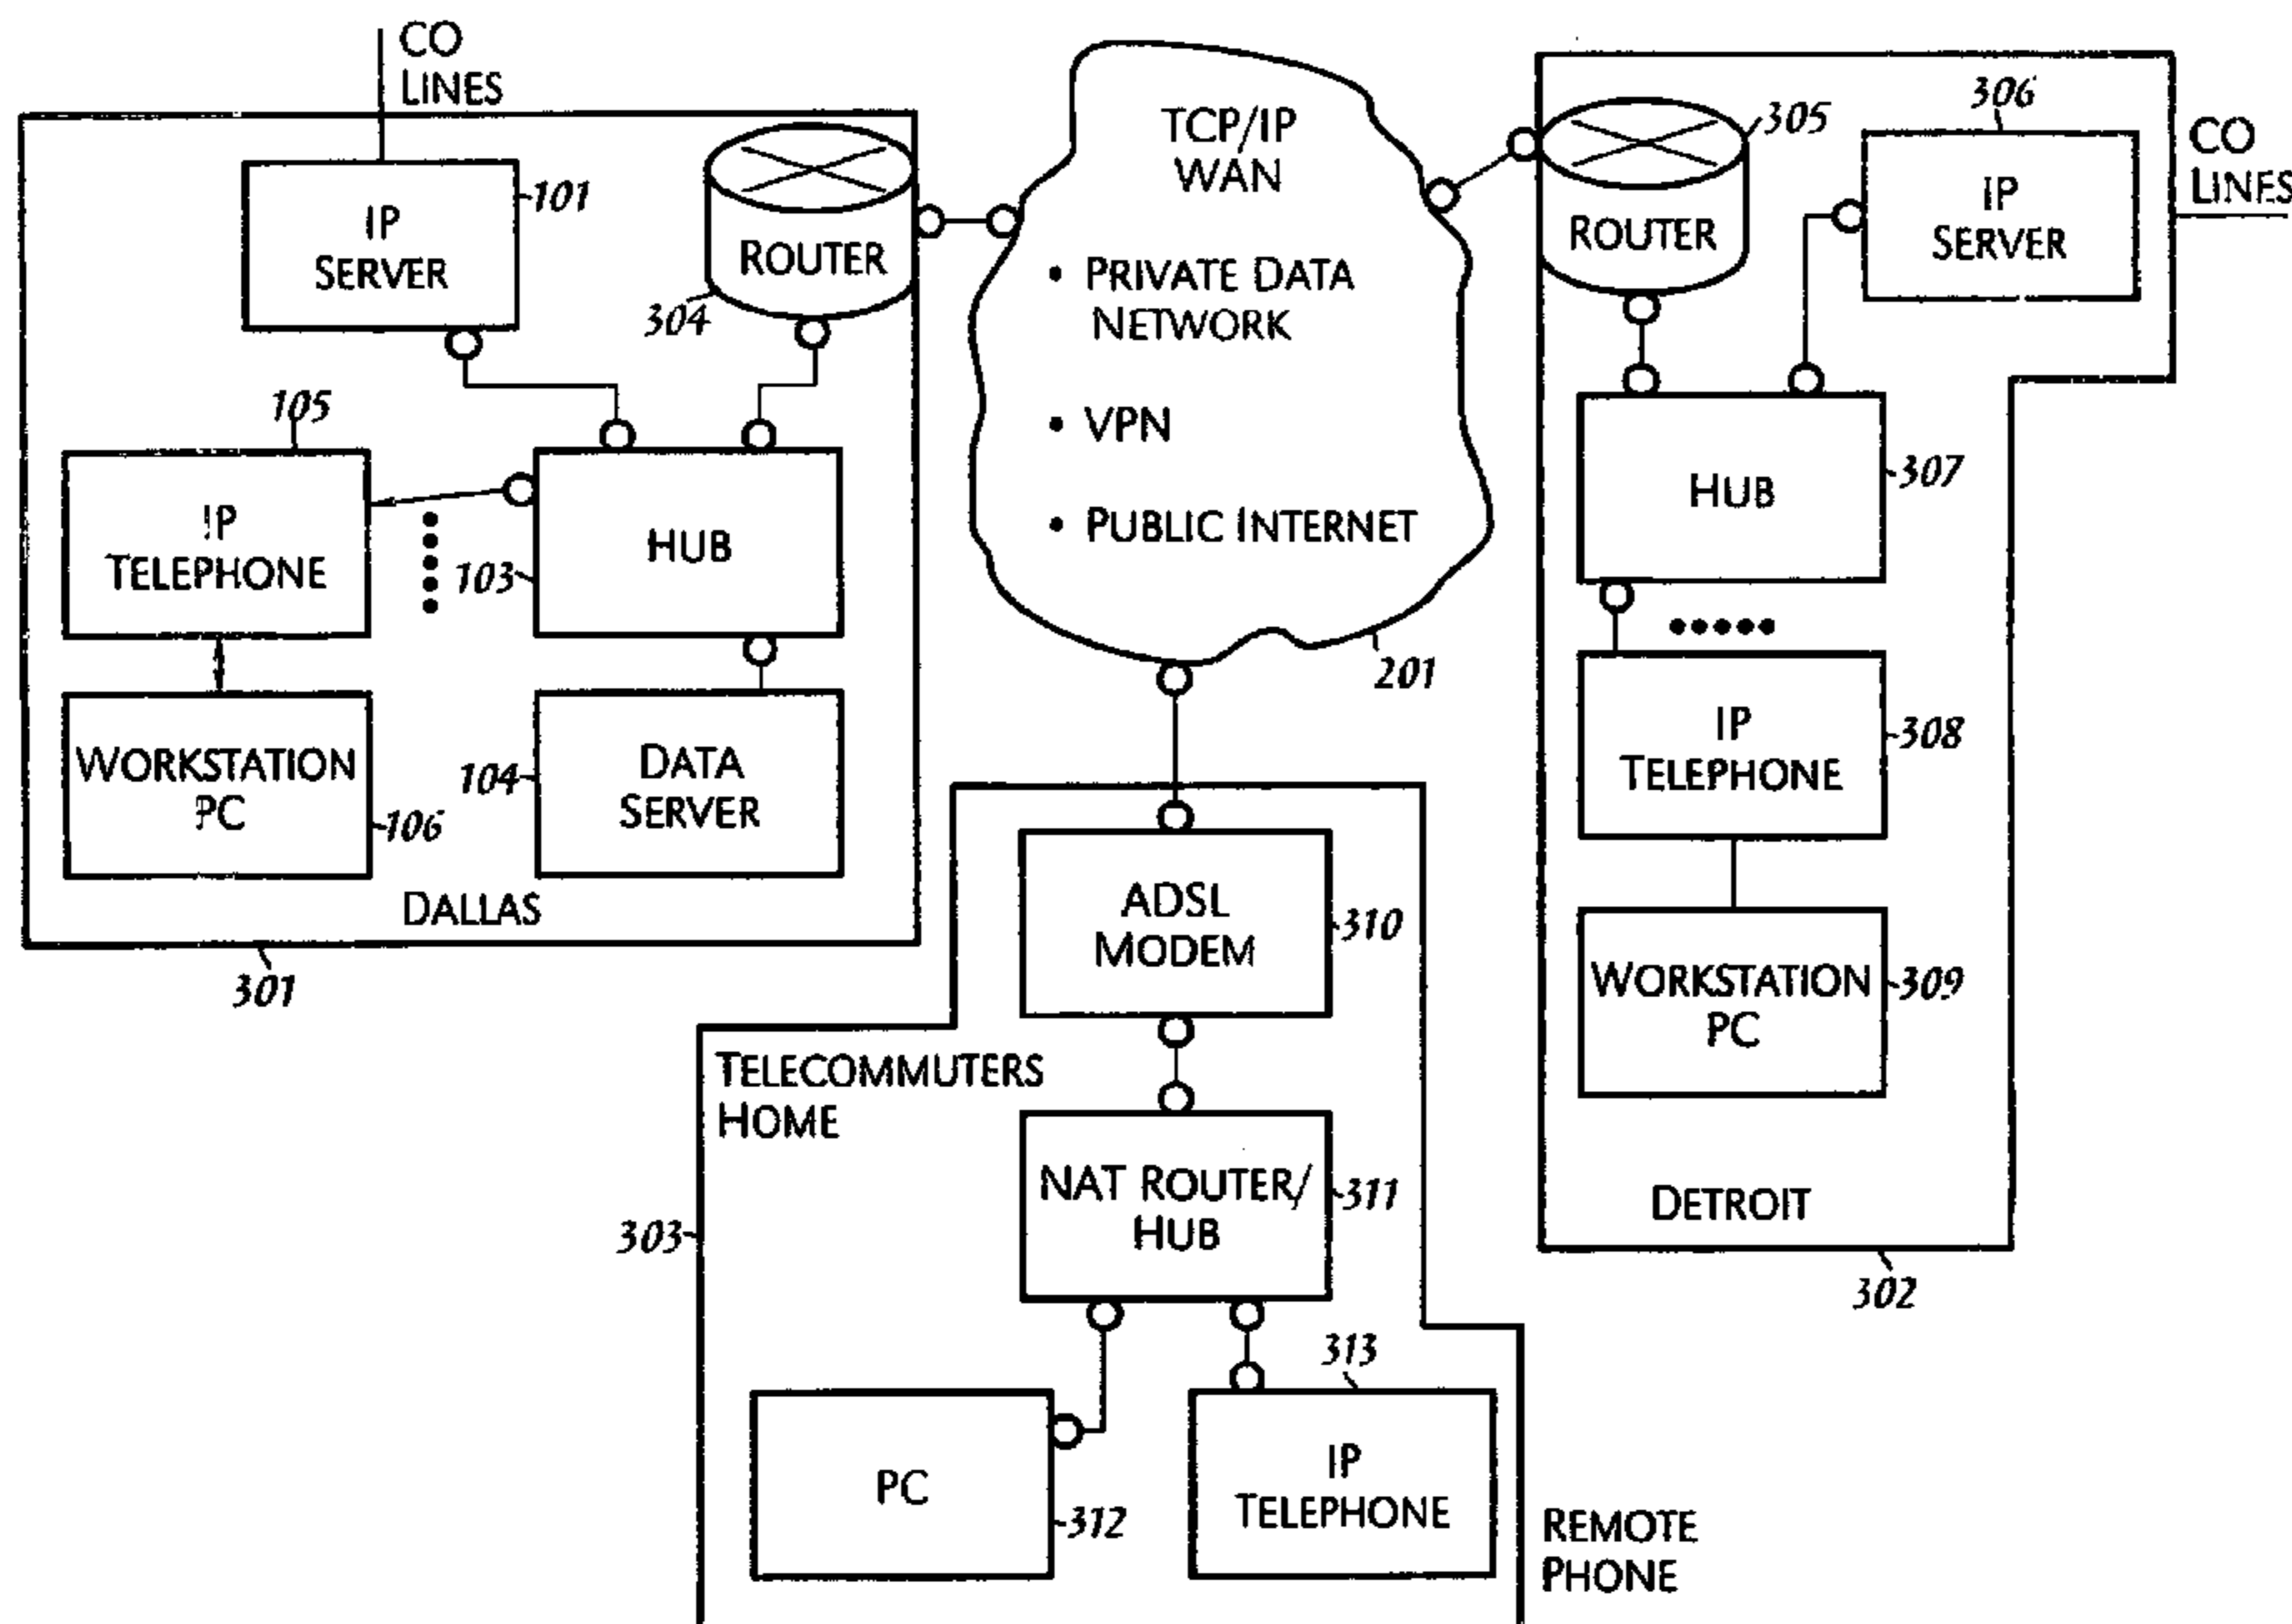 CO
LINES
IP
SERVER
101
ROUTER
304
105
IP
TELEPHONE
103
HUB
WORKSTATION
PC
106
104
DATA
SERVER
DALLAS
301
TCP/IP
WAN
• PRIVATE DATA
NETWORK
• VPN
• PUBLIC INTERNET
201
305
ROUTER
306
IP
SERVER
CO
LINES
HUB
307
IP
TELEPHONE
308
WORKSTATION
PC
309
DETROIT
302
ADSL
MODEM
310
TELECOMMUTERS
HOME
NAT ROUTER/
HUB
311
303
PC
312
313
IP
TELEPHONE
REMOTE
PHONE